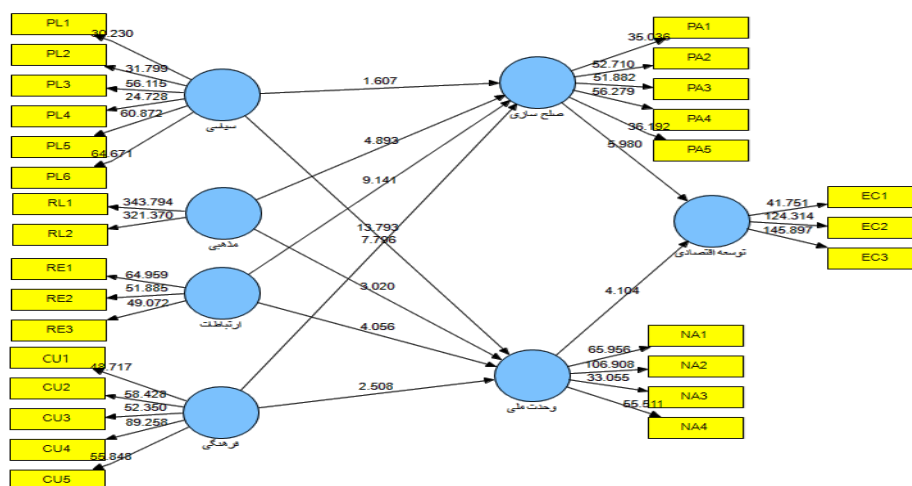 PL1
PL2
PL3
PL4
PL5
PL6
30.230
31.799
56.115
24.728
60.872
64.671
سیاسی
RL1
RL2
343.794
321.370
مذهبی
RE1
RE2
RE3
64.959
51.885
49.072
ارتباطات
CU1
CU2
CU3
CU4
CU5
48.717
58.428
52.350
89.258
55.848
فرهنگی
1.607
4.893
9.141
13.793
7.796
3.020
4.056
2.508
صلح سازی
35.036
52.710
51.882
56.279
36.192
PA1
PA2
PA3
PA4
PA5
5.980
4.104
توسعه اقتصادی
41.751
124.314
145.897
EC1
EC2
EC3
وحدت ملی
65.956
106.908
33.055
55.511
NA1
NA2
NA3
NA4